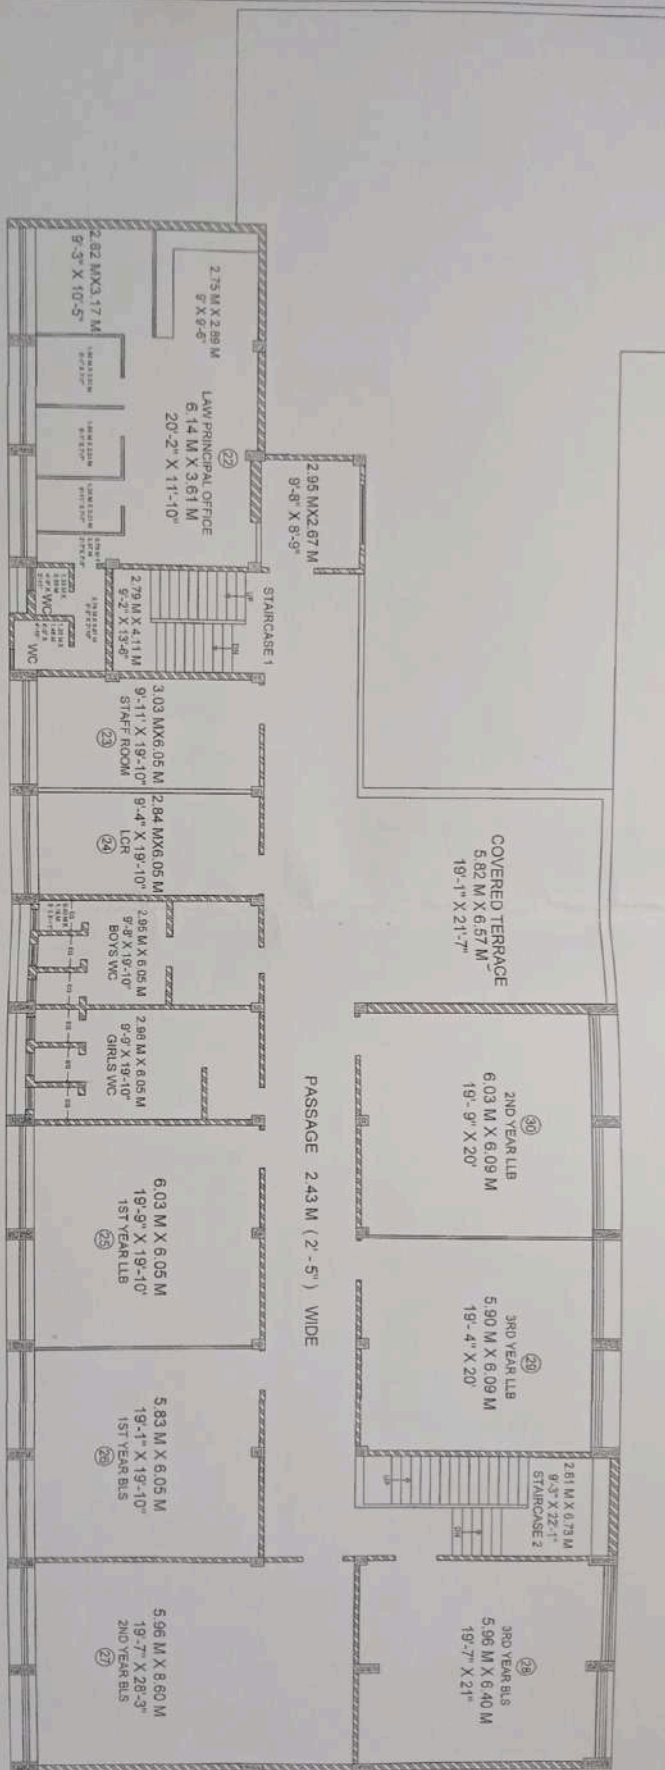 2.82 MX3.17 M
9'-3" X 10'-5"
2.75 M X 2.89 M
9' X 9'-6"
22
LAW PRINCIPAL OFFICE
6.14 M X 3.61 M
20'-2" X 11'-10"
2.95 MX2.67 M
9'-8" X 8'-9"
STAIRCASE 1
UP
DN
2.79 M X 4.11 M
9'-2" X 13'-6"
WC
WC
3.03 MX6.05 M
9'-11' X 19'-10"
STAFF ROOM
23
2.84 MX6.05 M
9'-4" X 19'-10"
LCR
24
2.95 M X 6.05 M
9'-8' X 19'-10"
BOYS WC
2.98 M X 6.05 M
9'-9' X 19'-10"
GIRLS WC
COVERED TERRACE
5.82 M X 6.57 M
19'-1" X 21'-7"
PASSAGE 2.43 M ( 2' - 5" ) WIDE
30
2ND YEAR LLB
6.03 M X 6.09 M
19'- 9" X 20'
29
3RD YEAR LLB
5.90 M X 6.09 M
19'- 4" X 20'
6.03 M X 6.05 M
19'-9" X 19'-10'
1ST YEAR LLB
25
5.83 M X 6.05 M
19'-1" X 19'-10"
1ST YEAR BLS
26
2.81 M X 6.73 M
9'-3" X 22'-1"
STAIRCASE 2
UP
DN
28
3RD YEAR BLS
5.96 M X 6.40 M
19'-7" X 21"
5.96 M X 8.60 M
19'-7" X 28'-3"
2ND YEAR BLS
27